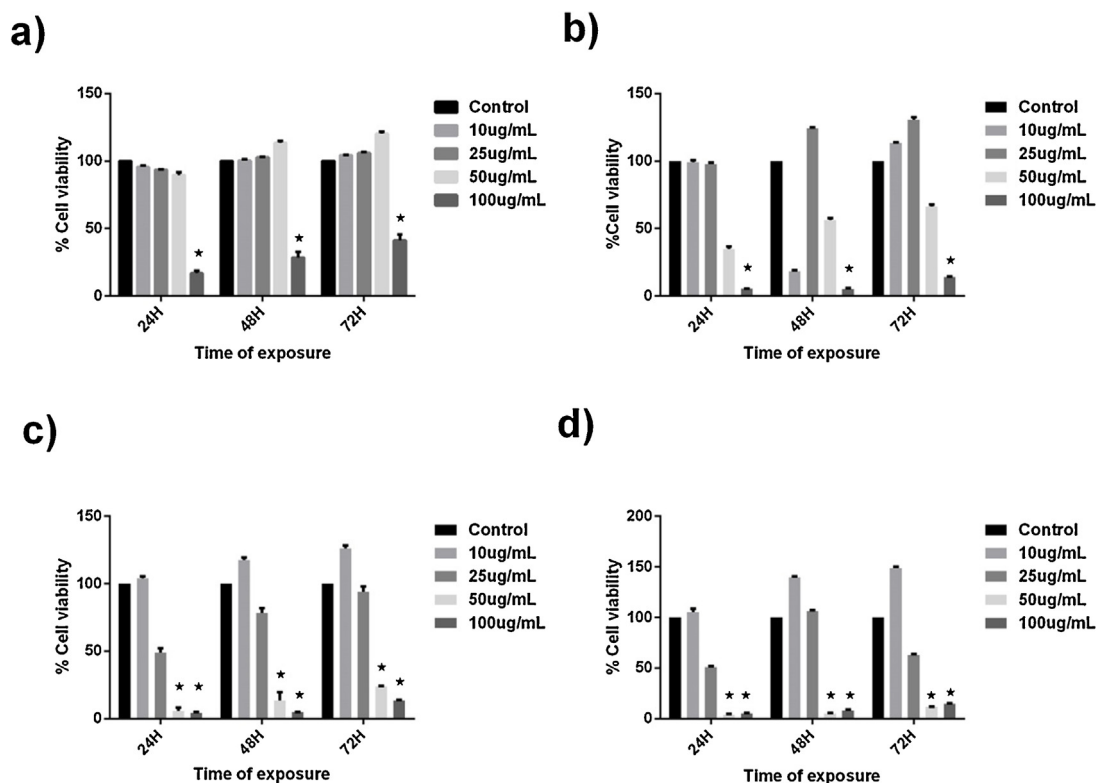 a)
150
100
50
0
% Cell viability
24H
48H
72H
Time of exposure
Control
10ug/mL
25ug/mL
50ug/mL
100ug/mL
b)
150
100
50
0
%Cell viability
24H
48H
72H
Time of exposure
Control
10ug/mL
25ug/mL
50ug/mL
100ug/mL
c)
150
100
50
0
% Cell viability
24H
48H
72H
Time of exposure
Control
10ug/mL
25ug/mL
50ug/mL
100ug/mL
d)
200
150
100
50
0
% Cell viability
24H
48H
72H
Time of exposure
Control
10ug/mL
25ug/mL
50ug/mL
100ug/mL